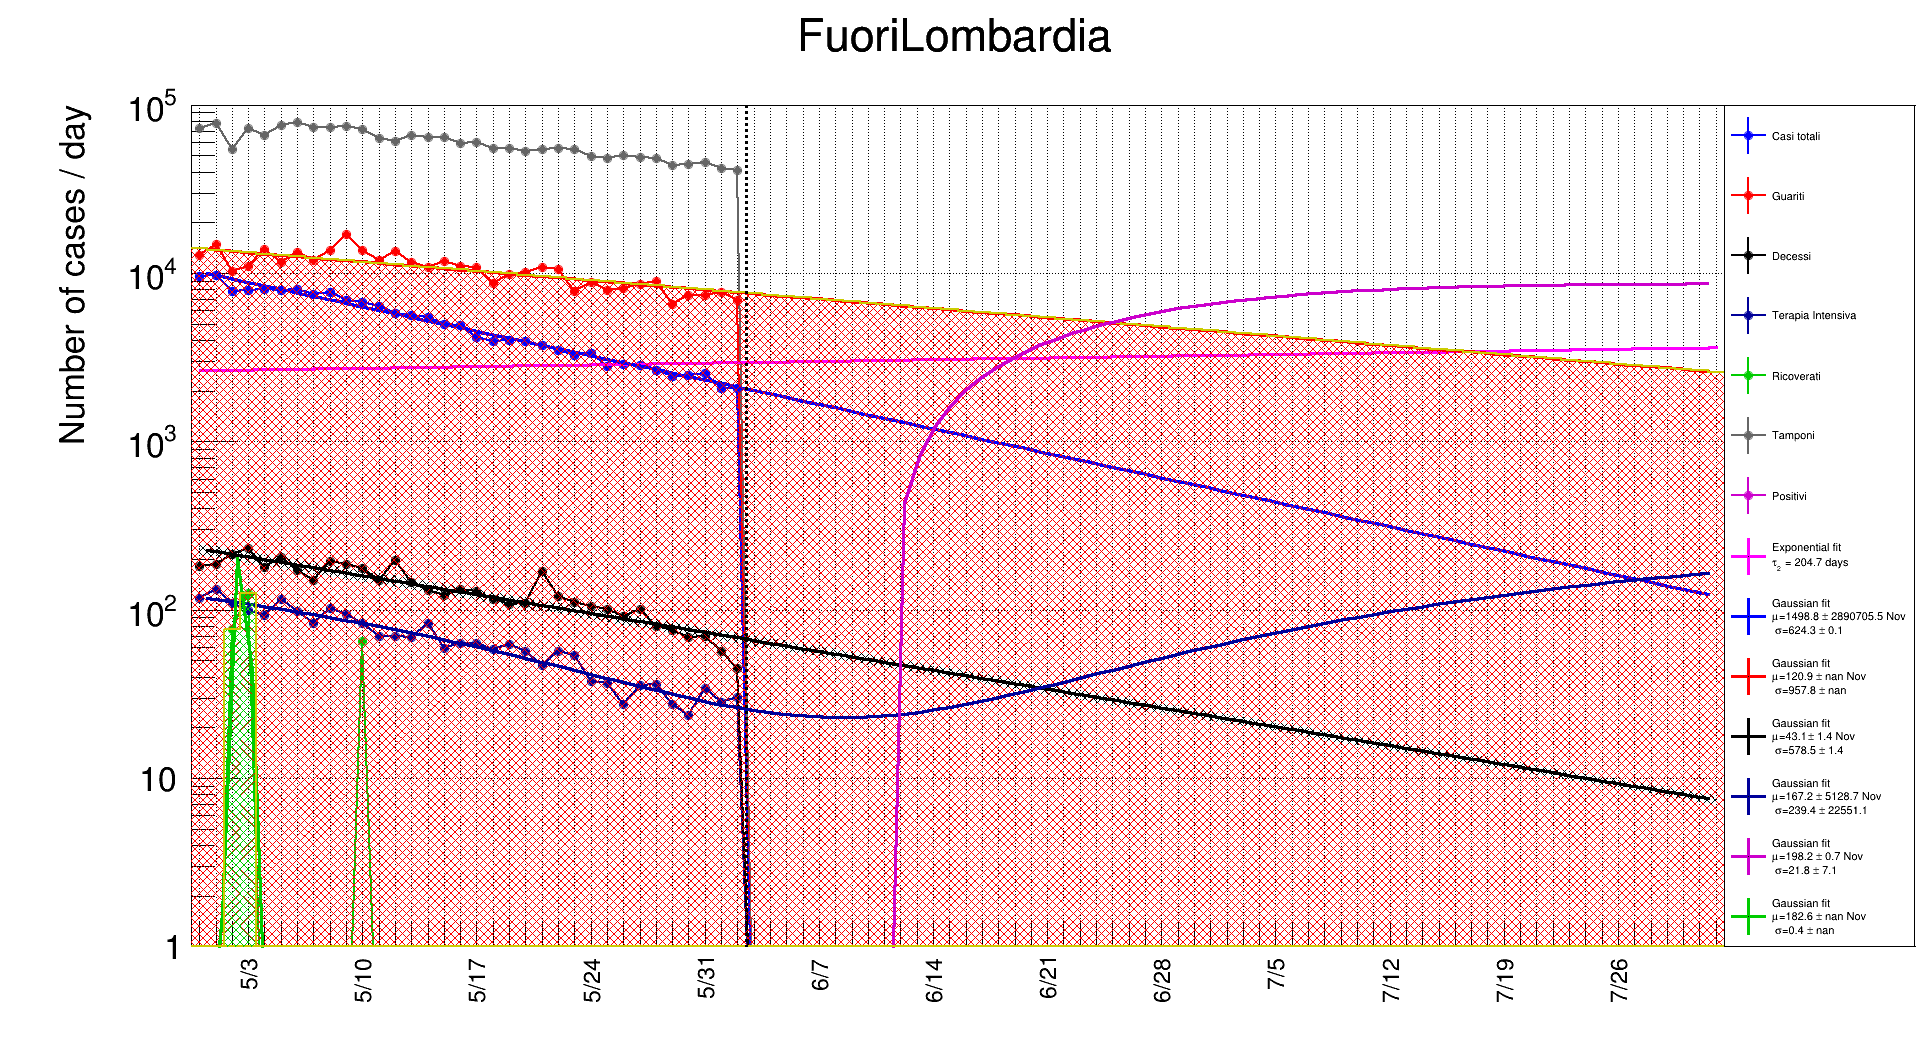 FuoriLombardia
Number of cases / day
10^5
10^4
10^3
10^2
10
1
5/3
5/10
5/17
5/24
5/31
6/7
6/14
6/21
6/28
7/5
7/12
7/19
7/26
Casi totali
Guariti
Decessi
Terapia Intensiva
Ricoverati
Tamponi
Positivi
Exponential fit
τ₂ = 204.7 days
Gaussian fit
μ=1498.8 ± 2890705.5 Nov
σ=624.3 ± 0.1
Gaussian fit
μ=120.9 ± nan Nov
σ=957.8 ± nan
Gaussian fit
μ=43.1 ± 1.4 Nov
σ=578.5 ± 1.4
Gaussian fit
μ=167.2 ± 5128.7 Nov
σ=239.4 ± 22551.1
Gaussian fit
μ=198.2 ± 0.7 Nov
σ=21.8 ± 7.1
Gaussian fit
μ=182.6 ± nan Nov
σ=0.4 ± nan